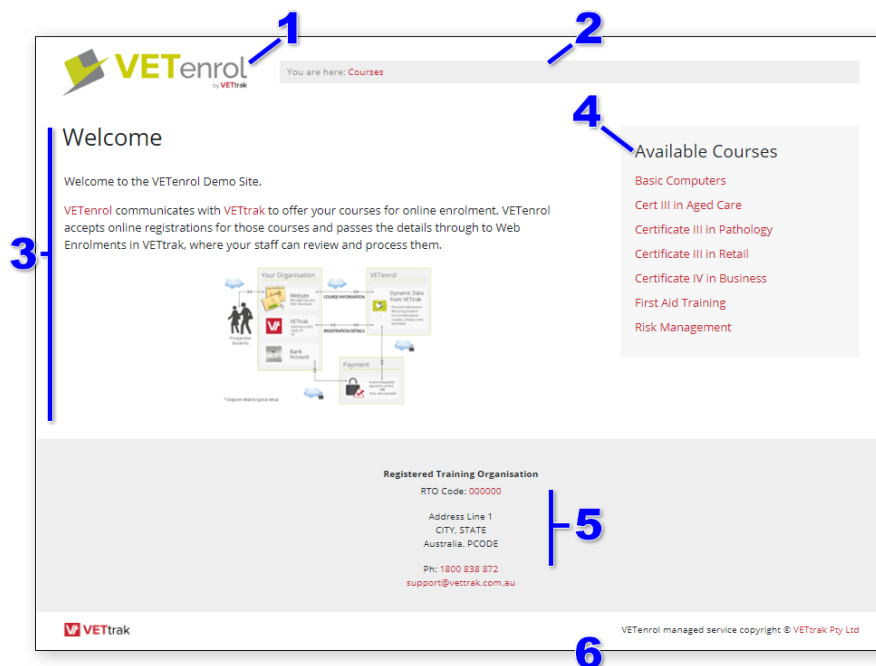 1
2
VETenrol
by VETtrak
You are here: Courses
4
Welcome
Available Courses
Welcome to the VETenrol Demo Site.
Basic Computers
VETenrol communicates with VETtrak to offer your courses for online enrolment. VETenrol
Cert III in Aged Care
accepts online registrations for those courses and passes the details through to Web
Certificate III in Pathology
Enrolments in VETtrak, where your staff can review and process them.
Certificate III in Retail
3
Certificate IV in Business
First Aid Training
Risk Management
Your Organisation
VETenrol
Website
COURSE INFORMATION
Dynamic Data
from VETtrak
VETtrak
REGISTRATION DETAILS
Prospective
Students
Bank
Account
Payment
* Diagram depicts typical setup
Registered Training Organisation
RTO Code: 000000
Address Line 1
CITY, STATE
Australia. PCODE
5
Ph: 1800 838 872
support@vettrak.com.au
VETtrak
VETenrol managed service copyright © VETtrak Pty Ltd
6